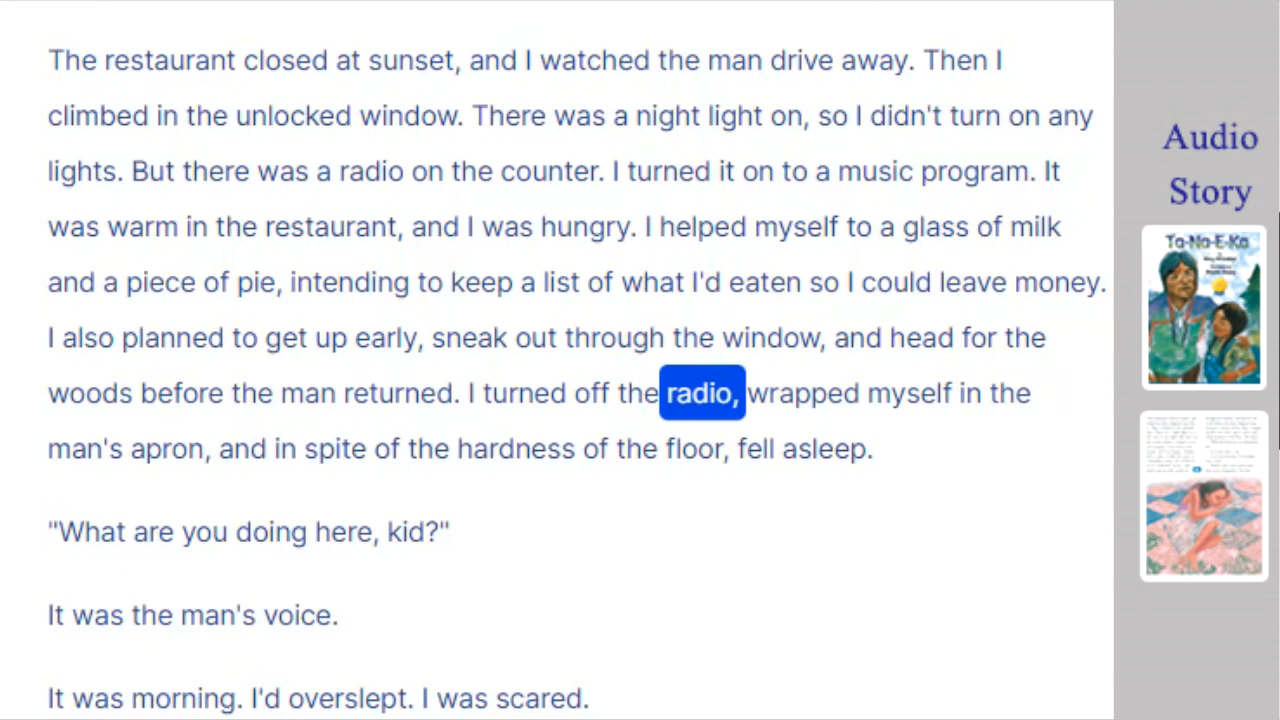 The restaurant closed at sunset, and I watched the man drive away. Then I
climbed in the unlocked window. There was a night light on, so I didn't turn on any
lights. But there was a radio on the counter. I turned it on to a music program. It
was warm in the restaurant, and I was hungry. I helped myself to a glass of milk
and a piece of pie, intending to keep a list of what I'd eaten so I could leave money.
I also planned to get up early, sneak out through the window, and head for the
woods before the man returned. I turned off the radio, wrapped myself in the
man's apron, and in spite of the hardness of the floor, fell asleep.
"What are you doing here, kid?"
It was the man's voice.
It was morning. I'd overslept. I was scared.
Audio
Story
Ta-Na-E-Ka